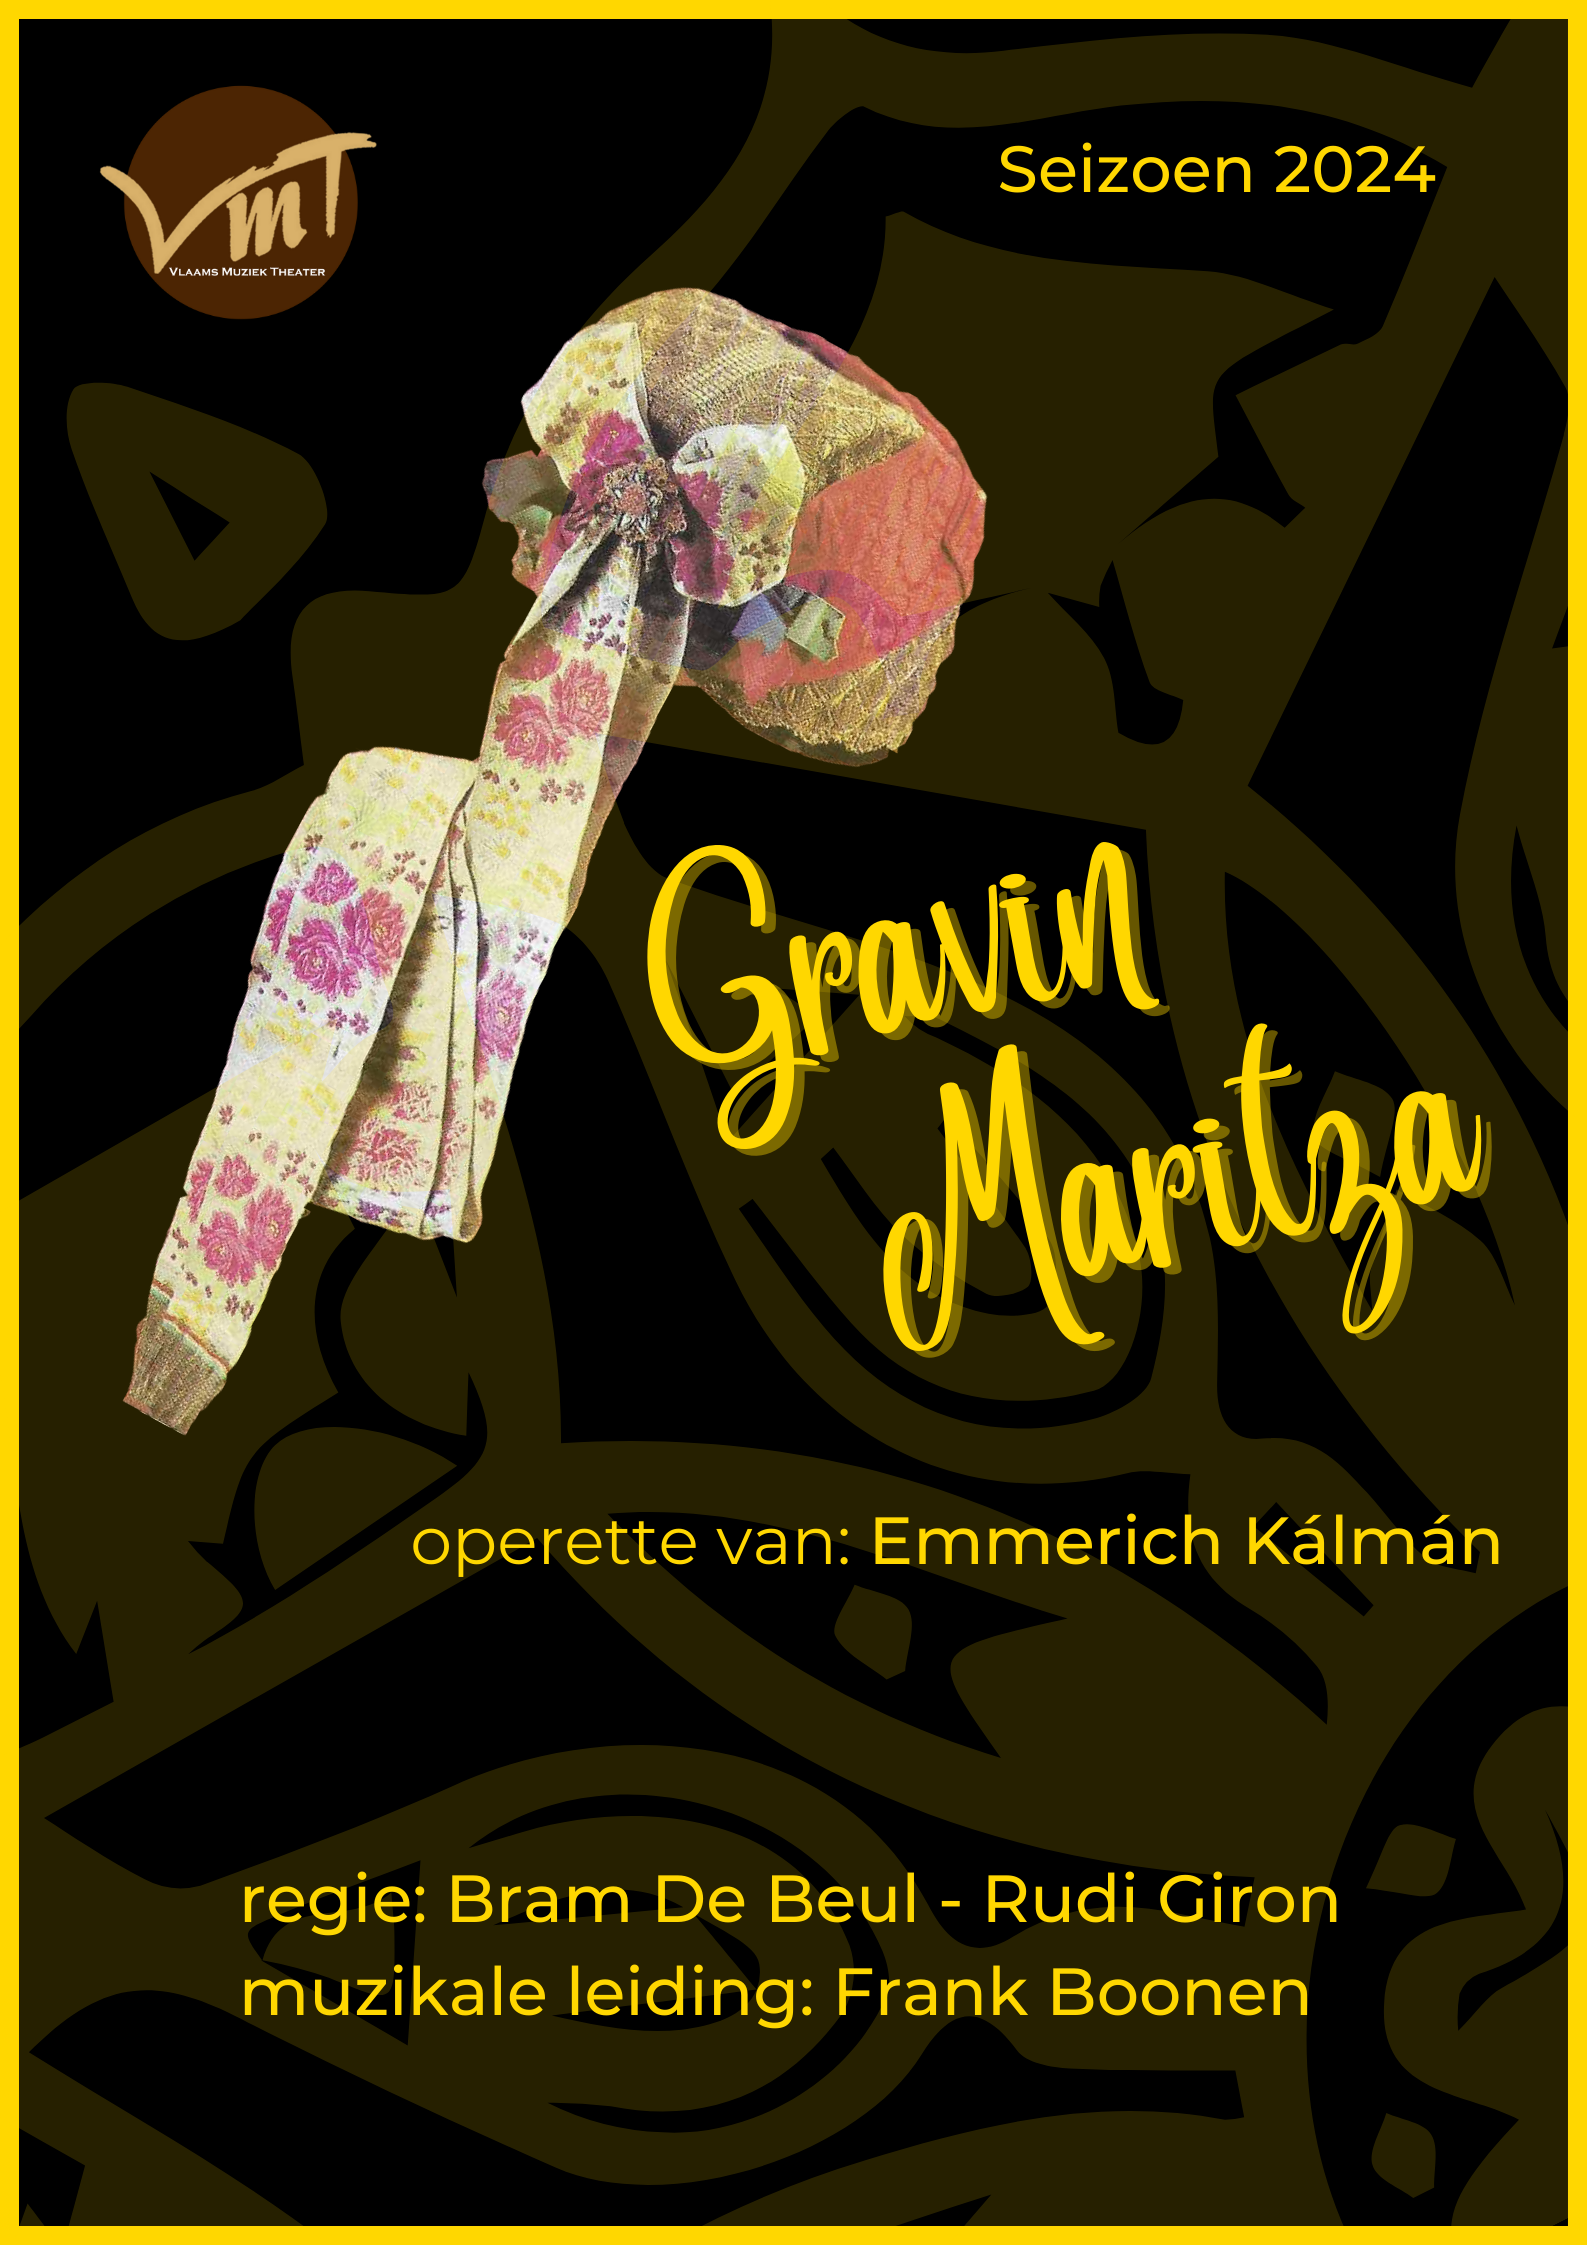 VmT
Vlaams Muziek Theater
Seizoen 2024
Gravin
Maritza
operette van: Emmerich Kálmán
regie: Bram De Beul - Rudi Giron
muzikale leiding: Frank Boonen